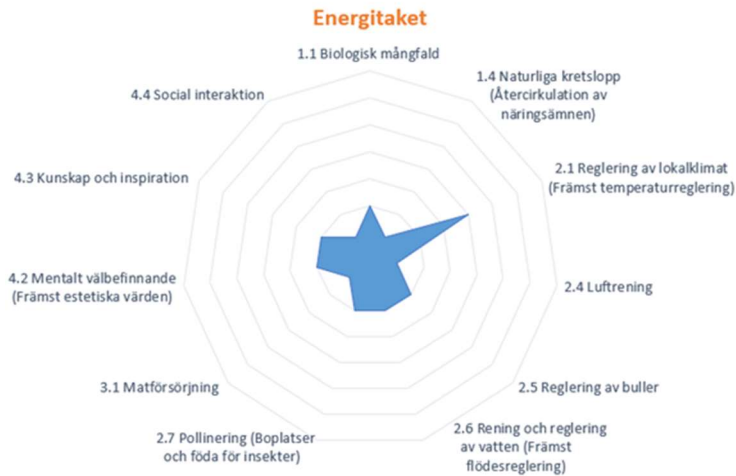 Energitaket
1.1 Biologisk mångfald
1.4 Naturliga kretslopp
(Återcirkulation av
näringsämnen)
2.1 Reglering av lokalklimat
(Främst temperaturreglering)
2.4 Luftrening
2.5 Reglering av buller
2.6 Rening och reglering
av vatten (Främst
flödesreglering)
2.7 Pollinering (Boplatser
och föda för insekter)
3.1 Matförsörjning
4.2 Mentalt välbefinnande
(Främst estetiska värden)
4.3 Kunskap och inspiration
4.4 Social interaktion